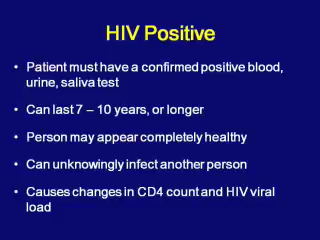 HIV Positive
• Patient must have a confirmed positive blood,
urine, saliva test
• Can last 7 – 10 years, or longer
• Person may appear completely healthy
• Can unknowingly infect another person
• Causes changes in CD4 count and HIV viral
load